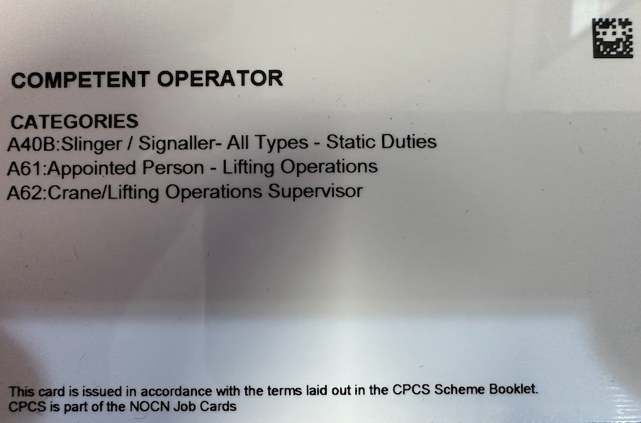 COMPETENT OPERATOR
CATEGORIES
A40B:Slinger / Signaller- All Types - Static Duties
A61:Appointed Person - Lifting Operations
A62:Crane/Lifting Operations Supervisor
This card is issued in accordance with the terms laid out in the CPCS Scheme Booklet.
CPCS is part of the NOCN Job Cards